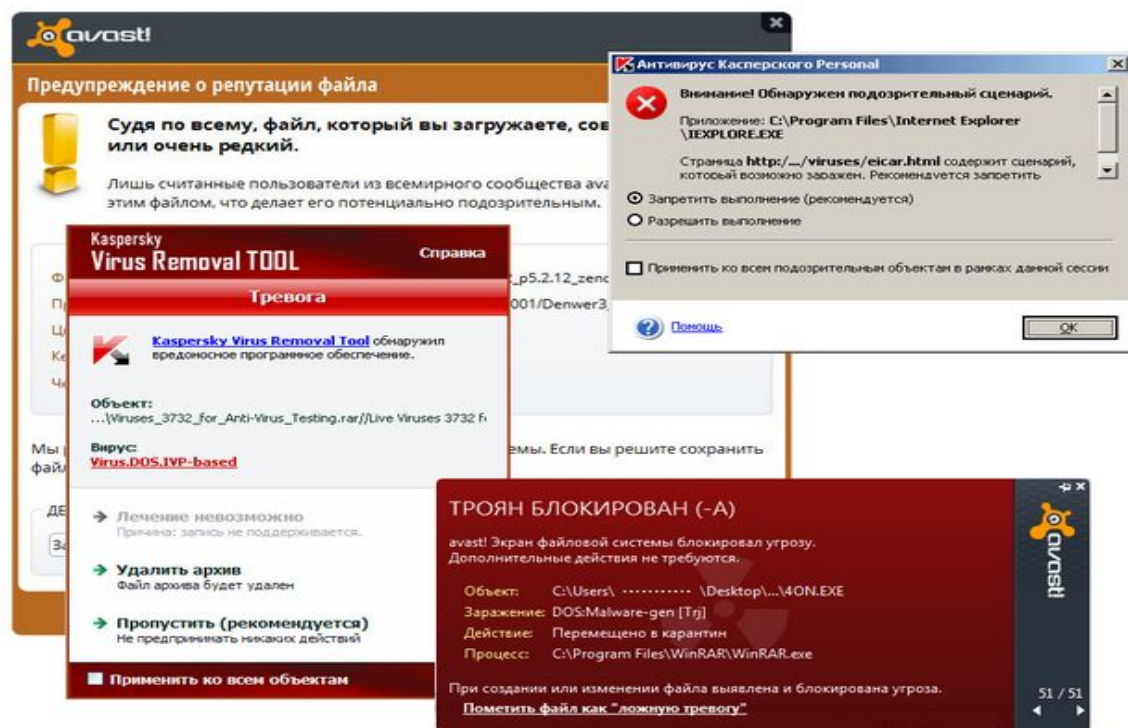 avast!
Предупреждение о репутации файла
Судя по всему, файл, который вы загружаете,
или очень редкий.
Лишь считанные пользователи из всемирного сообщества
этим файлом, что делает его потенциально подозрительным.
_p5.2.12_
001/Denwer3_
Мы
емы. Если вы решите сохранить
Антивирус Касперского Personal
Внимание! Обнаружен подозрительный сценарий.
Приложение: C:\Program Files\Internet Explorer
\IEXPLORE.EXE
Страница http:/.../viruses/eicar.html содержит сценарий,
который возможно заражен. Рекомендуется запретить
Запретить выполнение (рекомендуется)
Разрешить выполнение
Применить ко всем подозрительным объектам в рамках данной сессии
Помощь
OK
Kaspersky
Virus Removal TOOL
Справка
Тревога
Kaspersky Virus Removal Tool обнаружил
вредоносное программное обеспечение.
Объект:
...\Viruses_3732_for_Anti-Virus_Testing.rar//Live Viruses 3732 f
Вирус:
Virus.DOS.IVP-based
Лечение невозможно
Причина: запись не поддерживается.
Удалить архив
Файл архива будет удален
Пропустить (рекомендуется)
Не предпринимать никаких действий
Применить ко всем объектам
ТРОЯН БЛОКИРОВАН (-A)
avast! Экран файловой системы блокировал угрозу.
Дополнительные действия не требуются.
Объект: C:\Users\ ··········· \Desktop\...\4ON.EXE
Заражение: DOS:Malware-gen [Trj]
Действие: Перемещено в карантин
Процесс: C:\Program Files\WinRAR\WinRAR.exe
При создании или изменении файла выявлена и блокирована угроза.
Пометить файл как "ложную тревогу"
avast!
51 / 51